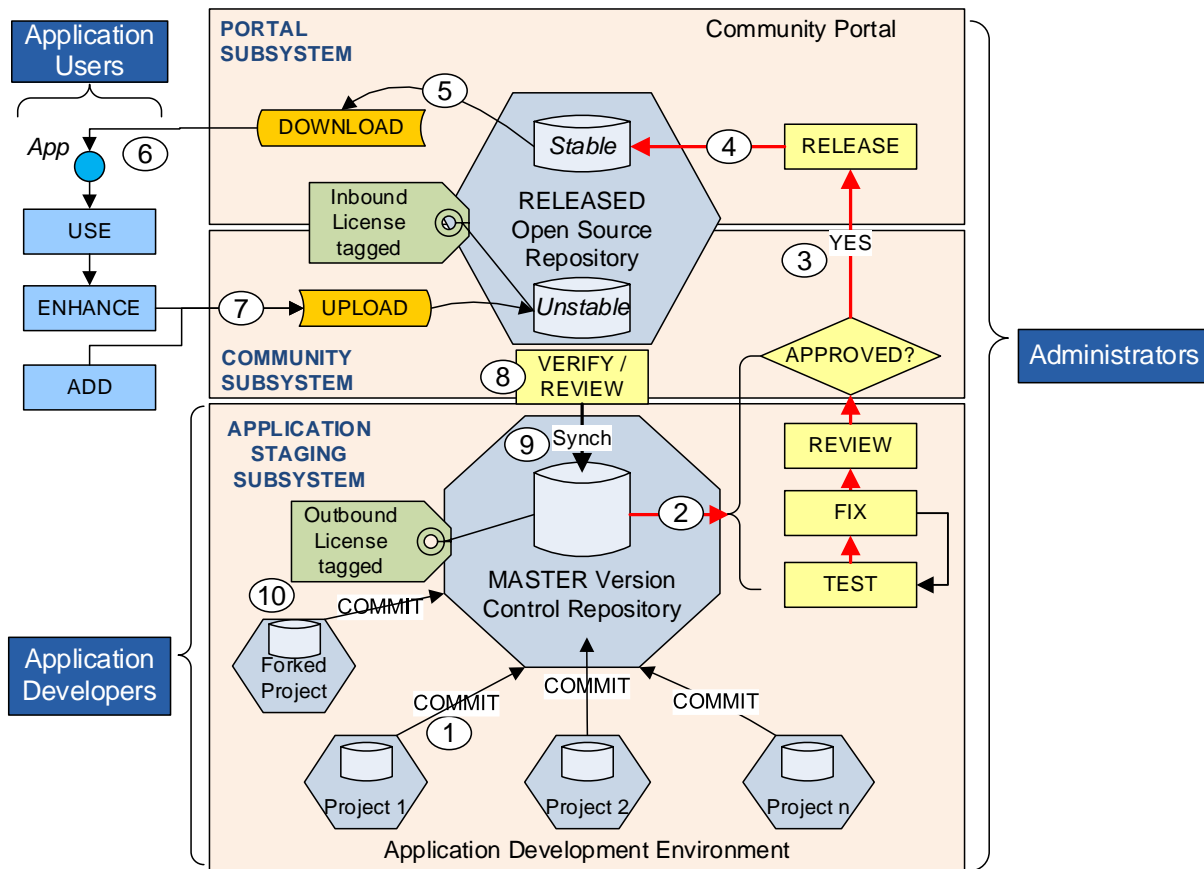 Application
Users
PORTAL
SUBSYSTEM
Community Portal
5
DOWNLOAD
App
6
Stable
4
RELEASE
Inbound
License
tagged
RELEASED
Open Source
Repository
USE
YES
3
ENHANCE
7
UPLOAD
Unstable
ADD
COMMUNITY
SUBSYSTEM
8
VERIFY /
REVIEW
APPROVED?
Administrators
APPLICATION
STAGING
SUBSYSTEM
9
Synch
REVIEW
2
FIX
Outbound
License
tagged
TEST
MASTER Version
Control Repository
10
COMMIT
Forked
Project
Application
Developers
COMMIT
COMMIT
COMMIT
1
Project 1
Project 2
Project n
Application Development Environment